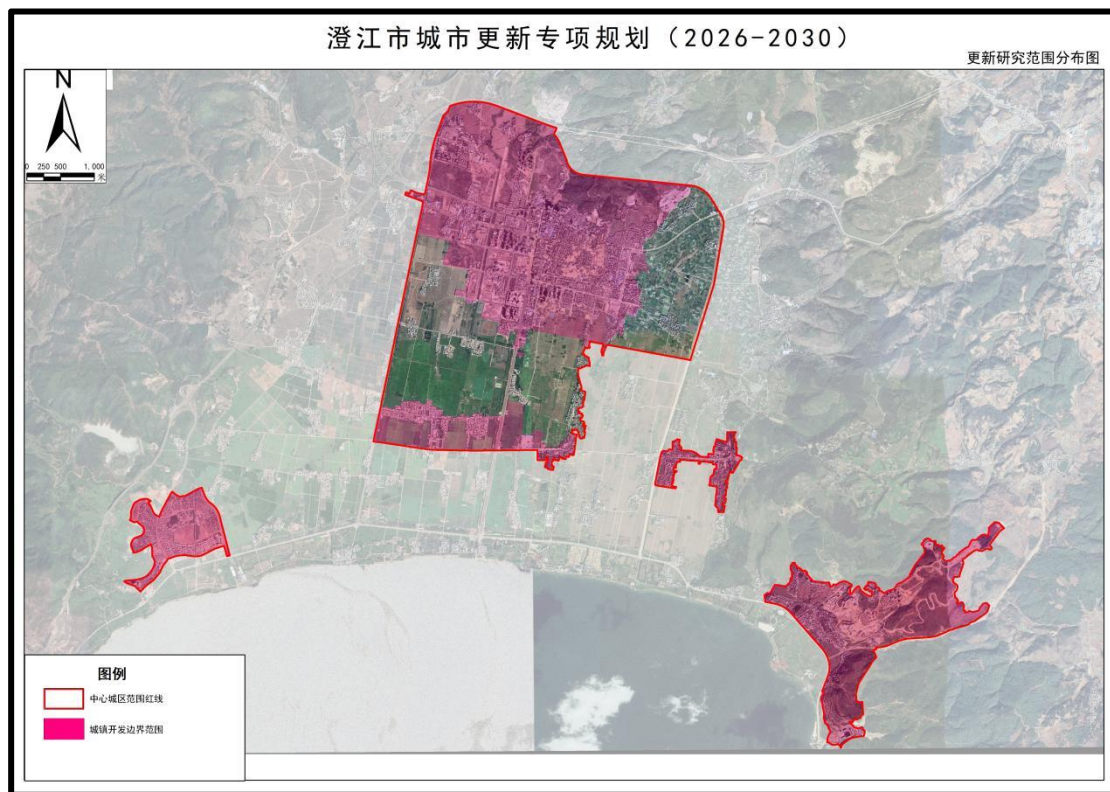 澄江市城市更新专项规划（2026-2030）
更新研究范围分布图
N
0 250 500 1,000
米
图例
中心城区范围红线
城镇开发边界范围